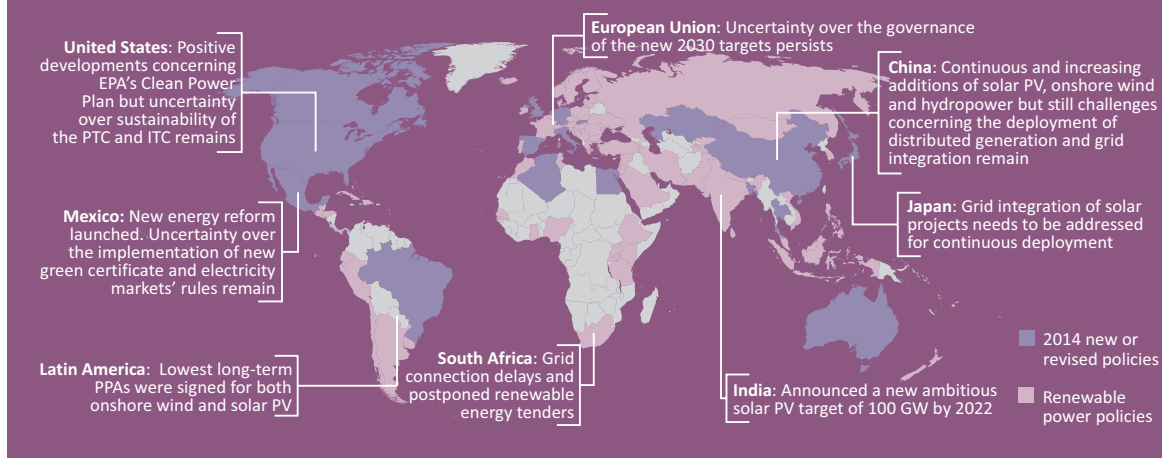 United States: Positive
developments concerning
EPA's Clean Power
Plan but uncertainty
over sustainability of
the PTC and ITC remains
European Union: Uncertainty over the governance
of the new 2030 targets persists
China: Continuous and increasing
additions of solar PV, onshore wind
and hydropower but still challenges
concerning the deployment of
distributed generation and grid
integration remain
Mexico: New energy reform
launched. Uncertainty over
the implementation of new
green certificate and electricity
markets' rules remain
Japan: Grid integration of solar
projects needs to be addressed
for continuous deployment
Latin America: Lowest long-term
PPAs were signed for both
onshore wind and solar PV
South Africa: Grid
connection delays and
postponed renewable
energy tenders
India: Announced a new ambitious
solar PV target of 100 GW by 2022
2014 new or
revised policies
Renewable
power policies